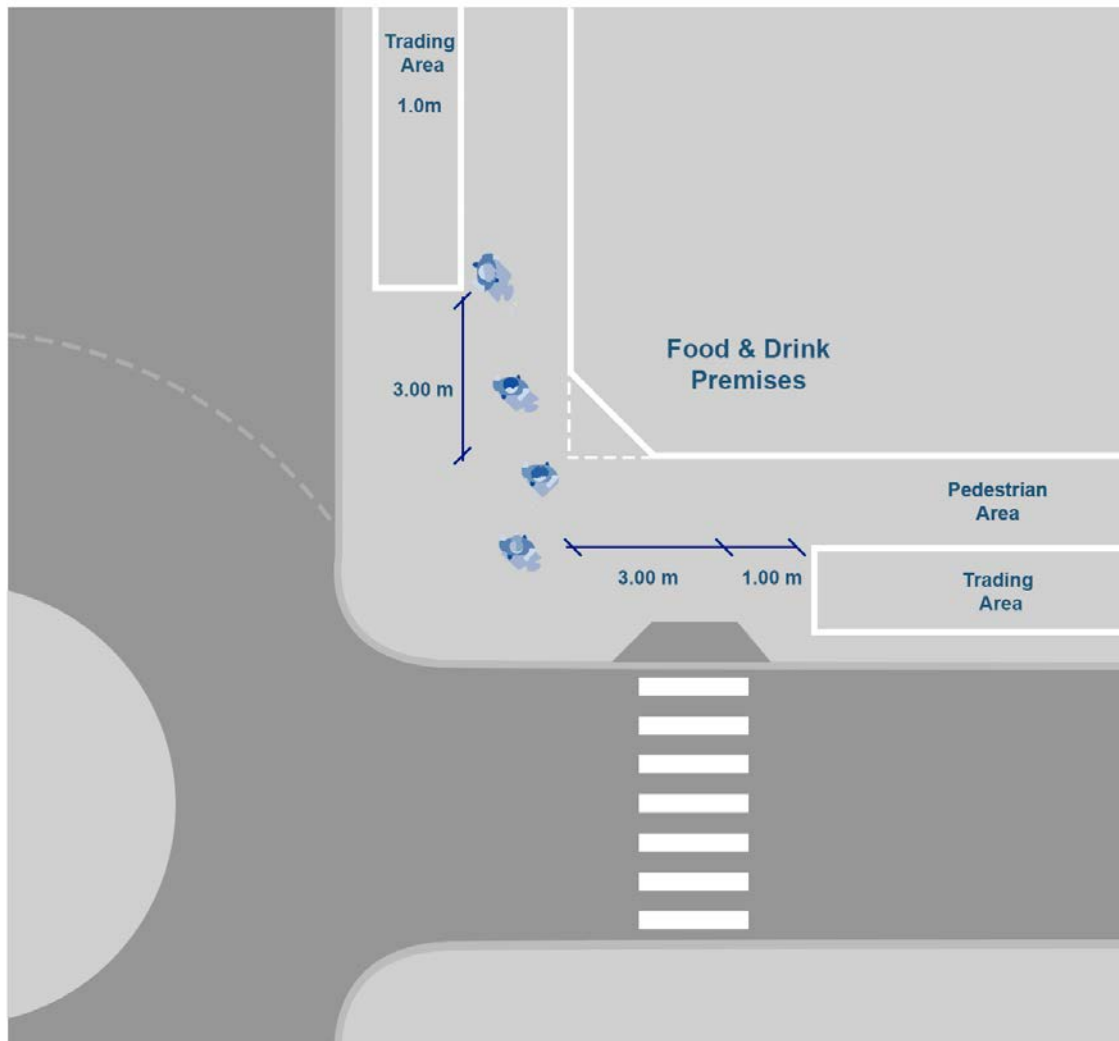 Trading
Area
1.0m
Food & Drink
Premises
3.00 m
Pedestrian
Area
3.00 m
1.00 m
Trading
Area